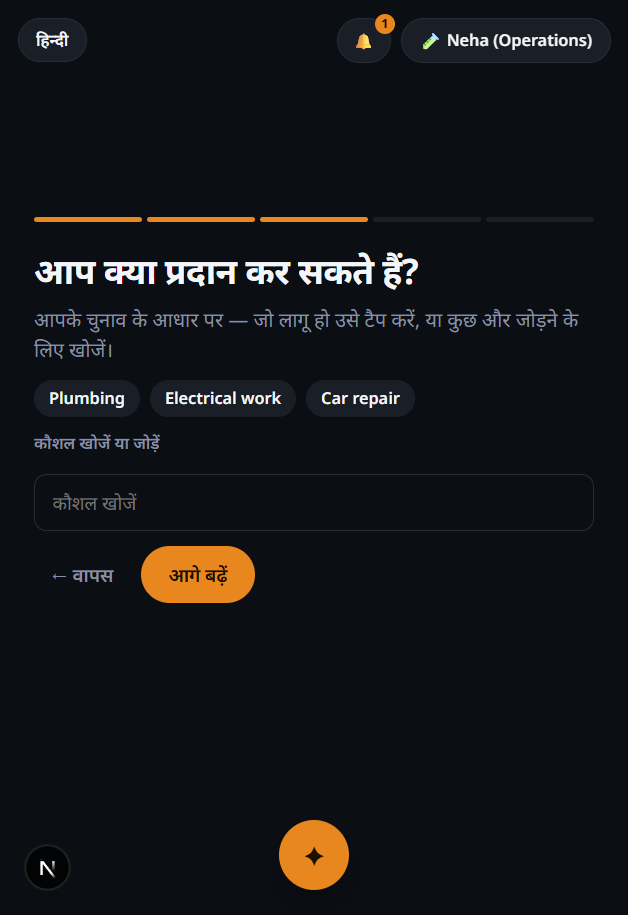 हिन्दी
1
Neha (Operations)
आप क्या प्रदान कर सकते हैं?
आपके चुनाव के आधार पर — जो लागू हो उसे टैप करें, या कुछ और जोड़ने के
लिए खोजें।
Plumbing Electrical work Car repair
कौशल खोजें या जोड़ें
कौशल खोजें
← वापस आगे बढ़ें
N